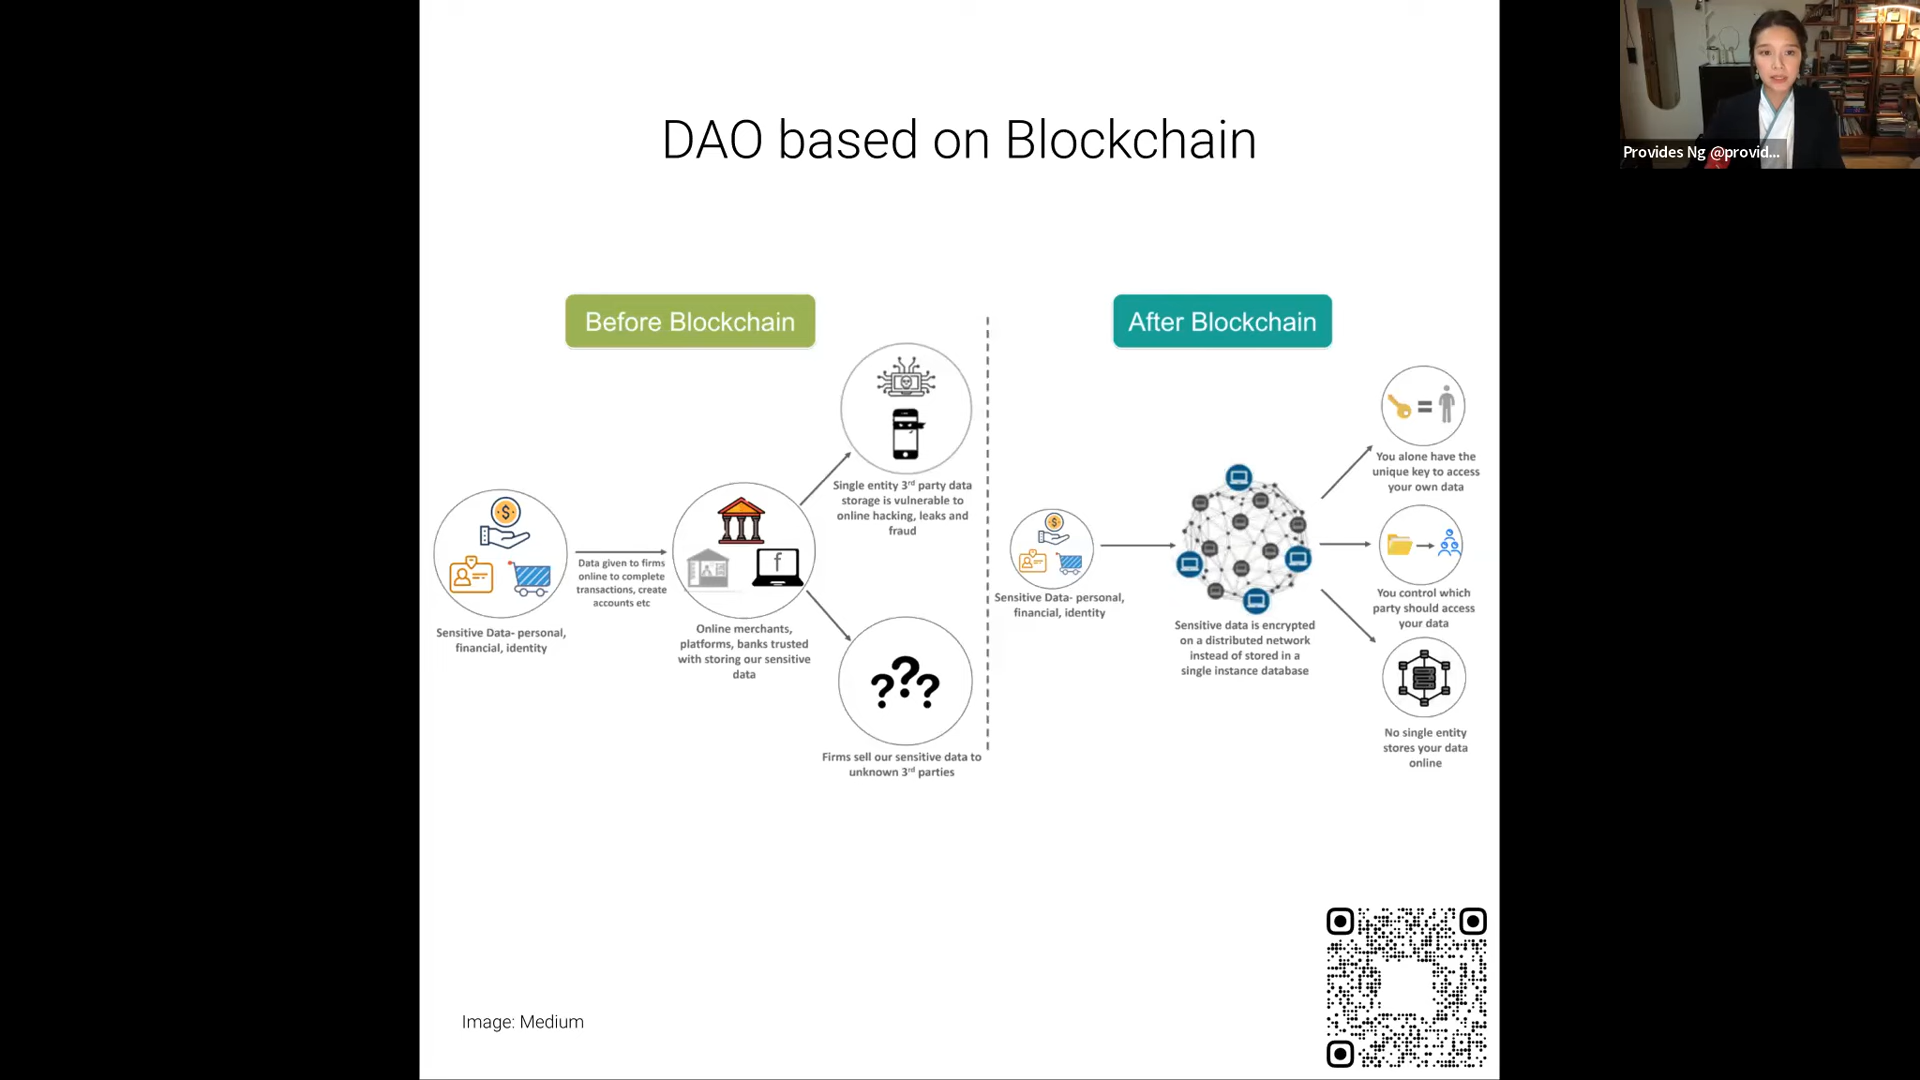 DAO based on Blockchain
Provides Ng @provid...
Before Blockchain
Sensitive Data- personal,
financial, identity
Data given to firms
online to complete
transactions, create
accounts etc
f
Online merchants,
platforms, banks trusted
with storing our sensitive
data
Single entity 3rd party data
storage is vulnerable to
online hacking, leaks and
fraud
???
Firms sell our sensitive data to
unknown 3rd parties
After Blockchain
Sensitive Data- personal,
financial, identity
Sensitive data is encrypted
on a distributed network
instead of stored in a
single instance database
You alone have the
unique key to access
your own data
You control which
party should access
your data
No single entity
stores your data
online
Image: Medium